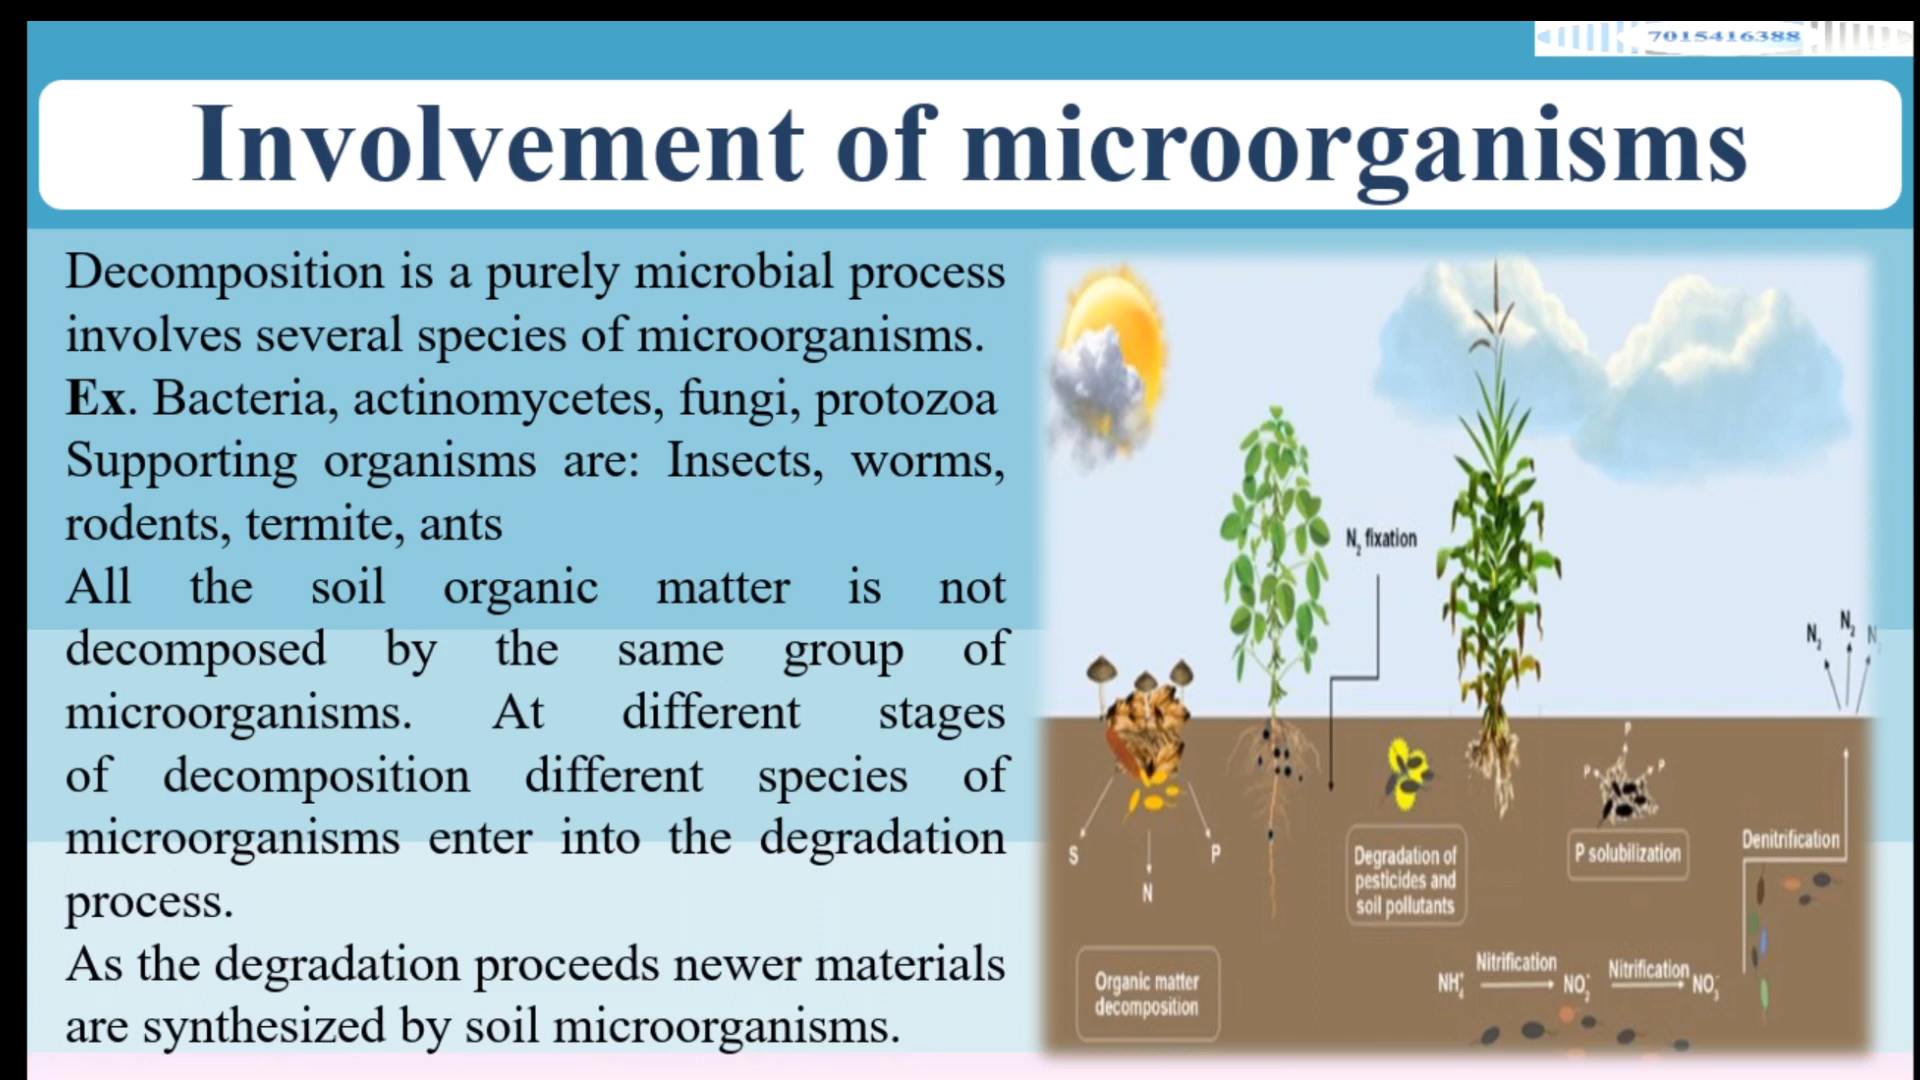 7015416388
Involvement of microorganisms
Decomposition is a purely microbial process
involves several species of microorganisms.
Ex. Bacteria, actinomycetes, fungi, protozoa
Supporting organisms are: Insects, worms,
rodents, termite, ants
All the soil organic matter is not
decomposed by the same group of
microorganisms. At different stages
of decomposition different species of
microorganisms enter into the degradation
process.
As the degradation proceeds newer materials
are synthesized by soil microorganisms.
N₂ fixation
N₂
N₂
N₂
S
N
P
Organic matter
decomposition
Degradation of
pesticides and
soil pollutants
P
P
P
P solubilization
Denitrification
NH₄⁺
Nitrification
NO₂⁻
Nitrification
NO₃⁻